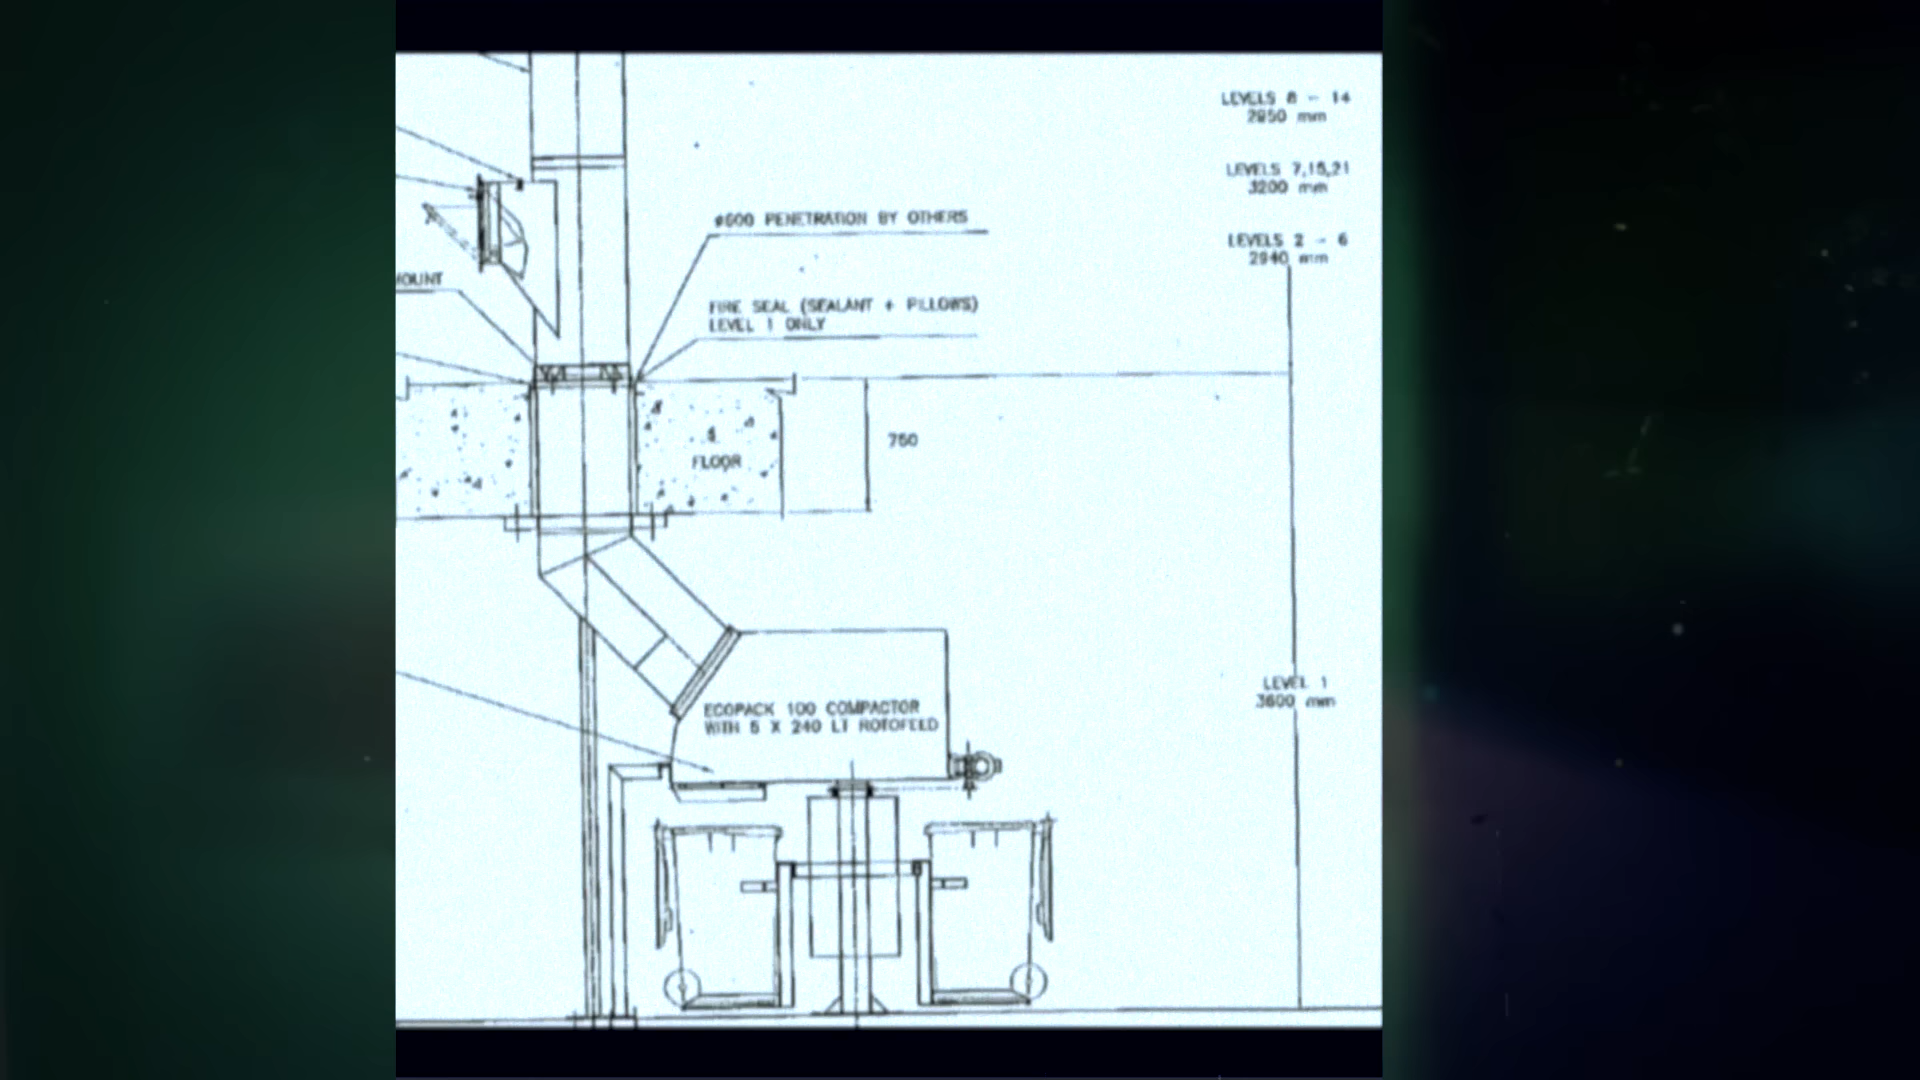 LEVELS 8 - 14
2850 mm
LEVELS 7,15,21
3200 mm
Ø600 PENETRATION BY OTHERS
LEVELS 2 - 6
2940 mm
MOUNT
FIRE SEAL (SEALANT + PILLOWS)
LEVEL 1 ONLY
750
FLOOR
LEVEL 1
3600 mm
ECOPACK 100 COMPACTOR
WITH 5 X 240 LT ROTOFEED